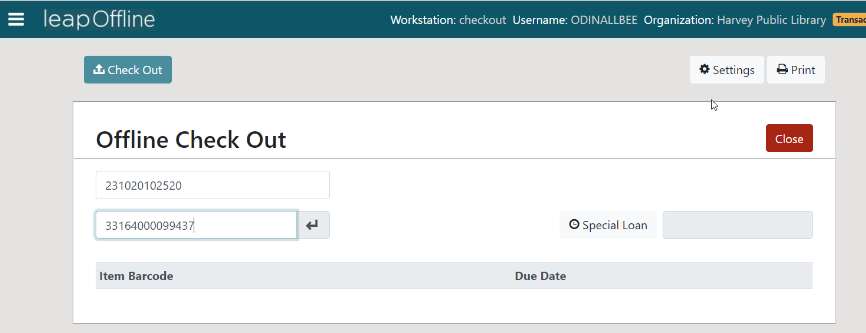 leapOffline Workstation: checkout Username: ODINALLBEE Organization: Harvey Public Library Transac
Check Out Settings Print
Offline Check Out Close
231020102520
33164000099437 Special Loan
Item Barcode Due Date